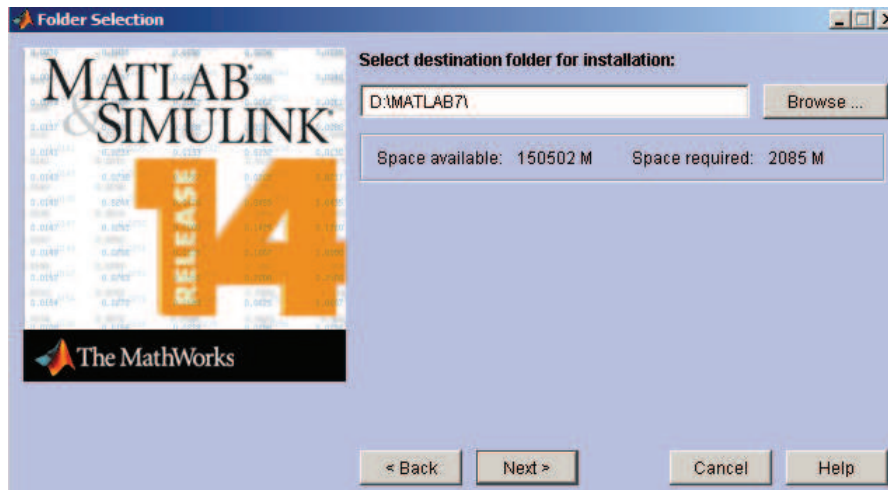 Folder Selection
MATLAB®
& SIMULINK®
RELEASE 14
The MathWorks
Select destination folder for installation:
D:\MATLAB7\
Browse ...
Space available: 150502 M Space required: 2085 M
< Back Next > Cancel Help